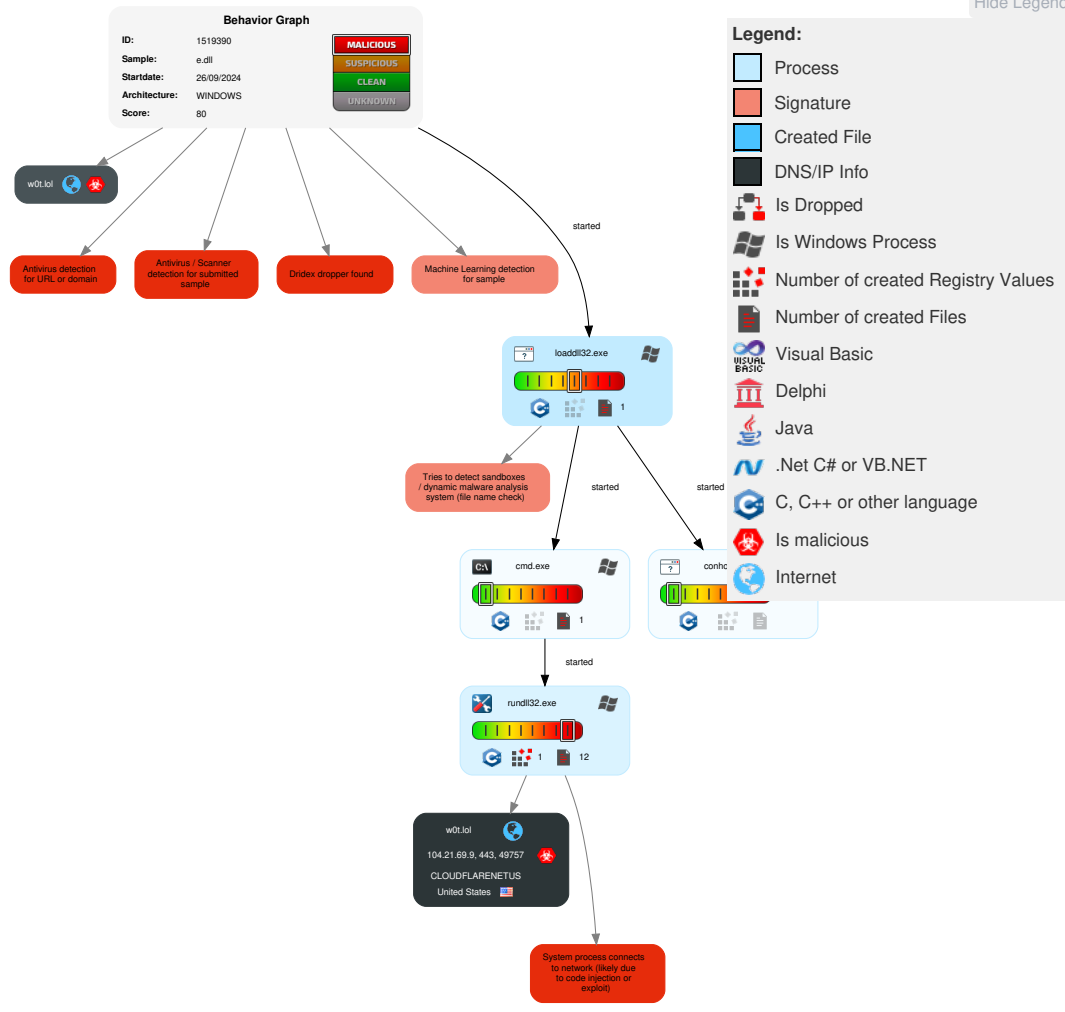 Hide Legend
Behavior Graph
ID: 1519390
Sample: e.dll
Startdate: 26/09/2024
Architecture: WINDOWS
Score: 80
MALICIOUS
SUSPICIOUS
CLEAN
UNKNOWN
Legend:
Process
Signature
Created File
DNS/IP Info
Is Dropped
Is Windows Process
Number of created Registry Values
Number of created Files
VISUAL
BASIC
Visual Basic
Delphi
Java
.Net C# or VB.NET
C, C++ or other language
Is malicious
Internet
w0t.lol
started
Antivirus detection
for URL or domain
Antivirus / Scanner
detection for submitted
sample
Dridex dropper found
Machine Learning detection
for sample
?
loaddll32.exe
1
Tries to detect sandboxes
/ dynamic malware analysis
system (file name check)
started
started
C:\
cmd.exe
1
?
conho
started
rundll32.exe
1
12
w0t.lol
104.21.69.9, 443, 49757
CLOUDFLARENETUS
United States
System process connects
to network (likely due
to code injection or
exploit)